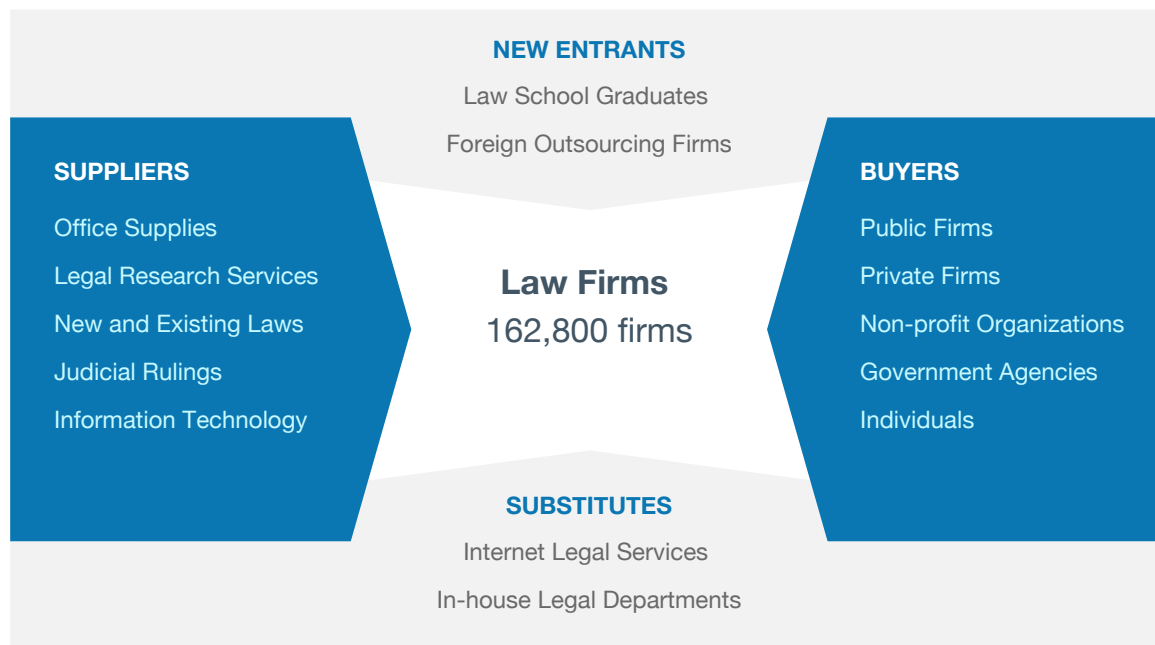 NEW ENTRANTS
Law School Graduates
Foreign Outsourcing Firms
SUPPLIERS
Office Supplies
Legal Research Services
New and Existing Laws
Judicial Rulings
Information Technology
Law Firms
162,800 firms
BUYERS
Public Firms
Private Firms
Non-profit Organizations
Government Agencies
Individuals
SUBSTITUTES
Internet Legal Services
In-house Legal Departments